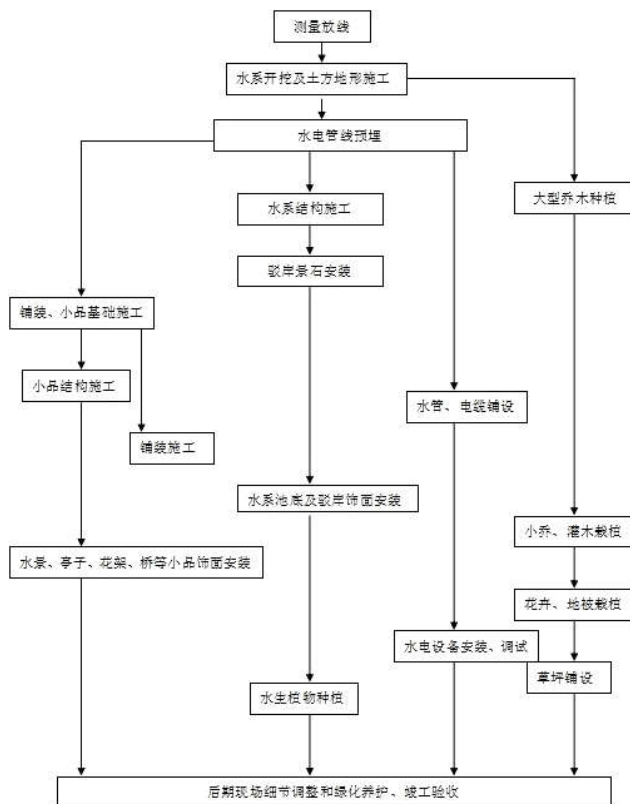 测量放线
水系开挖及土方地形施工
水电管线预埋
水系结构施工
大型乔木种植
驳岸景石安装
铺装、小品基础施工
小品结构施工
水管、电缆铺设
铺装施工
水系池底及驳岸饰面安装
小乔、灌木栽植
水景、亭子、花架、桥等小品饰面安装
花卉、地被栽植
水电设备安装、调试
草坪铺设
水生植物种植
后期现场细节调整和绿化养护、竣工验收